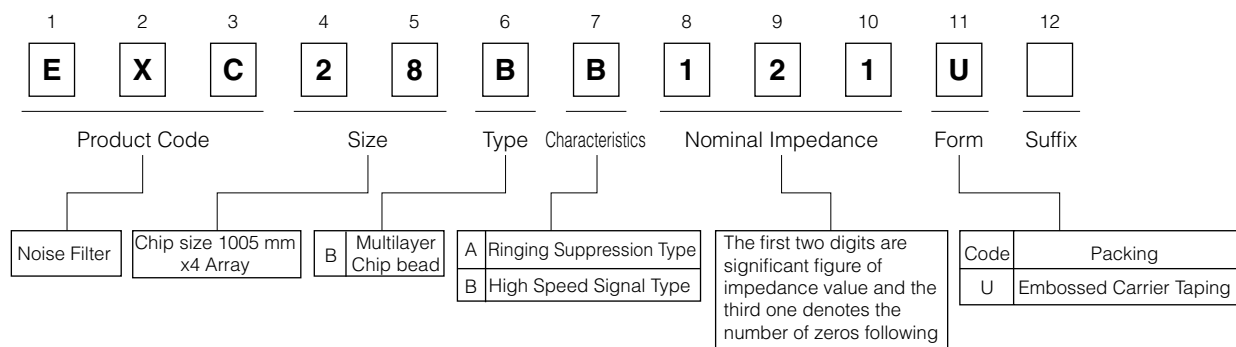 1 2 3 4 5 6 7 8 9 10 11 12
E X C 2 8 B B 1 2 1 U
Product Code Size Type Characteristics Nominal Impedance Form Suffix
Noise Filter
Chip size 1005 mm
x4 Array
B Multilayer
Chip bead
A Ringing Suppression Type
B High Speed Signal Type
The first two digits are
significant figure of
impedance value and the
third one denotes the
number of zeros following
Code Packing
U Embossed Carrier Taping